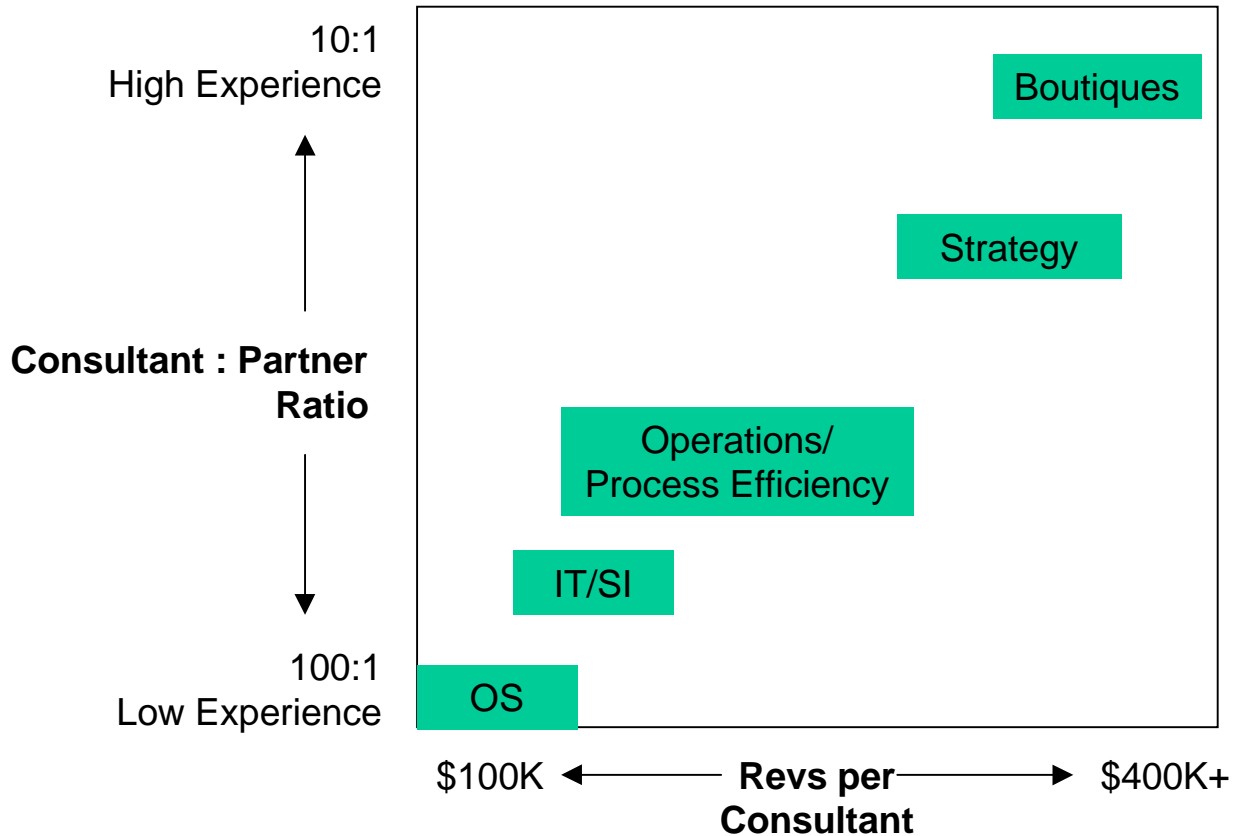 10:1
High Experience
Boutiques
Strategy
Consultant : Partner
Ratio
Operations/
Process Efficiency
IT/SI
100:1
Low Experience
OS
$100K
Revs per
Consultant
$400K+